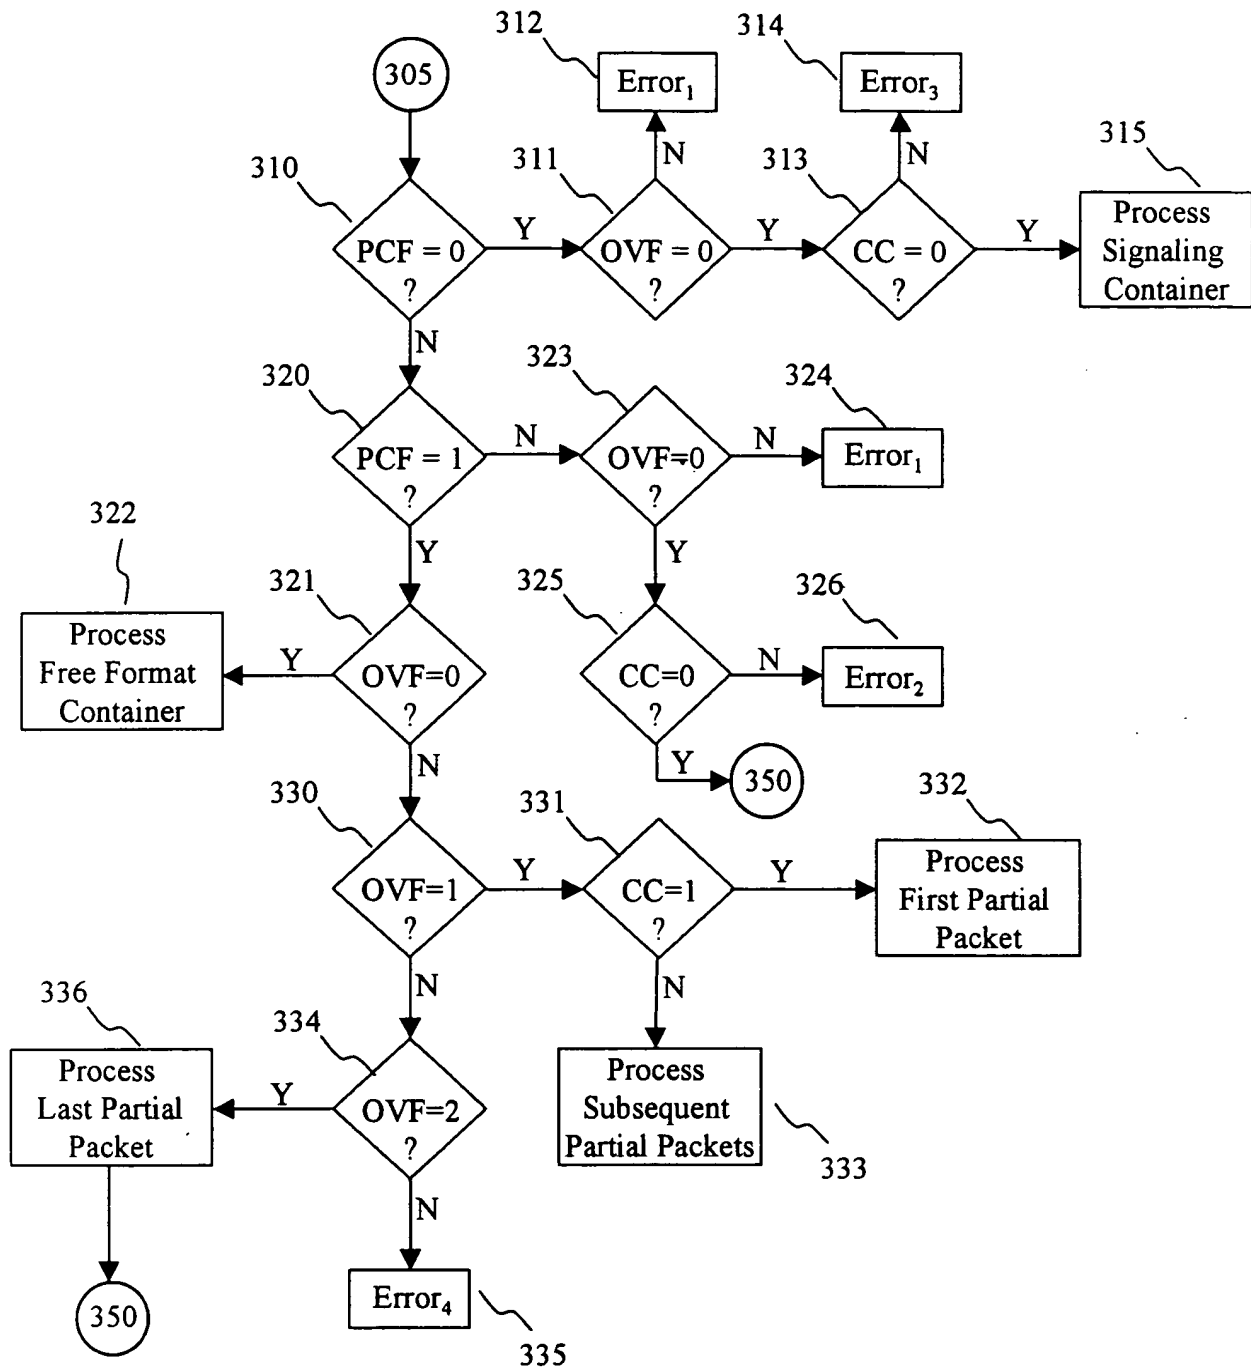 312
314
305
Error1
Error3
315
310
311
N
313
N
Process
Signaling
Container
PCF = 0
?
Y
OVF = 0
?
Y
CC = 0
?
Y
N
320
323
324
PCF = 1
?
N
OVF=0
?
N
Error1
322
Y
Y
321
325
326
Process
Free Format
Container
Y
OVF=0
?
CC=0
?
N
Error2
N
Y
350
330
331
332
OVF=1
?
Y
CC=1
?
Y
Process
First Partial
Packet
N
N
336
334
Process
Last Partial
Packet
Y
OVF=2
?
Process
Subsequent
Partial Packets
333
N
350
Error4
335